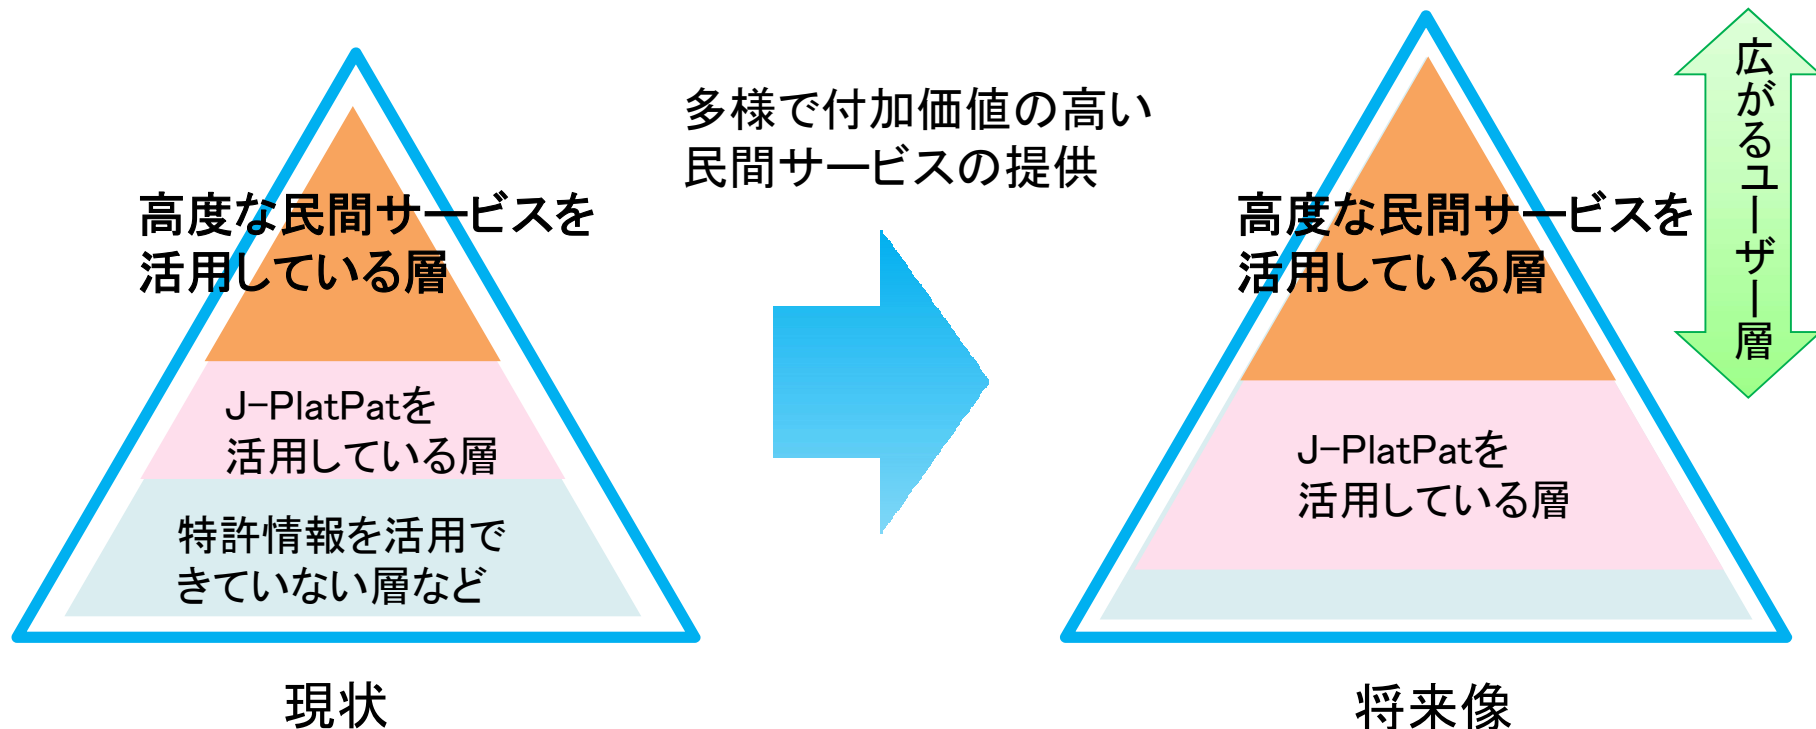 高度な民間サービスを
活用している層
J-PlatPatを
活用している層
特許情報を活用で
きていない層など
現状
多様で付加価値の高い
民間サービスの提供
高度な民間サービスを
活用している層
J-PlatPatを
活用している層
将来像
広がるユーザー層